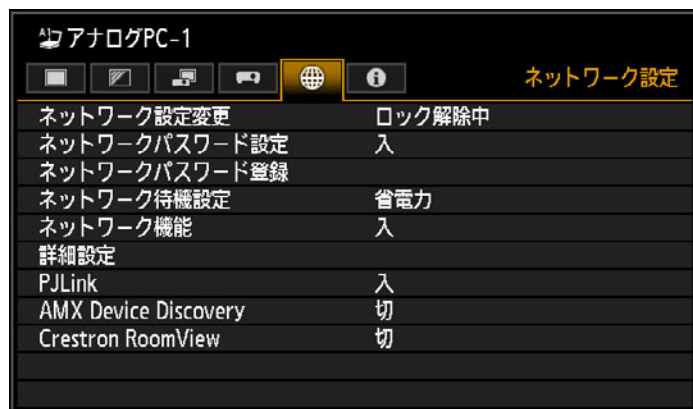 アナログPC-1
ネットワーク設定
ネットワーク設定変更 ロック解除中
ネットワークパスワード設定 入
ネットワークパスワード登録
ネットワーク待機設定 省電力
ネットワーク機能 入
詳細設定
PJLink 入
AMX Device Discovery 切
Crestron RoomView 切